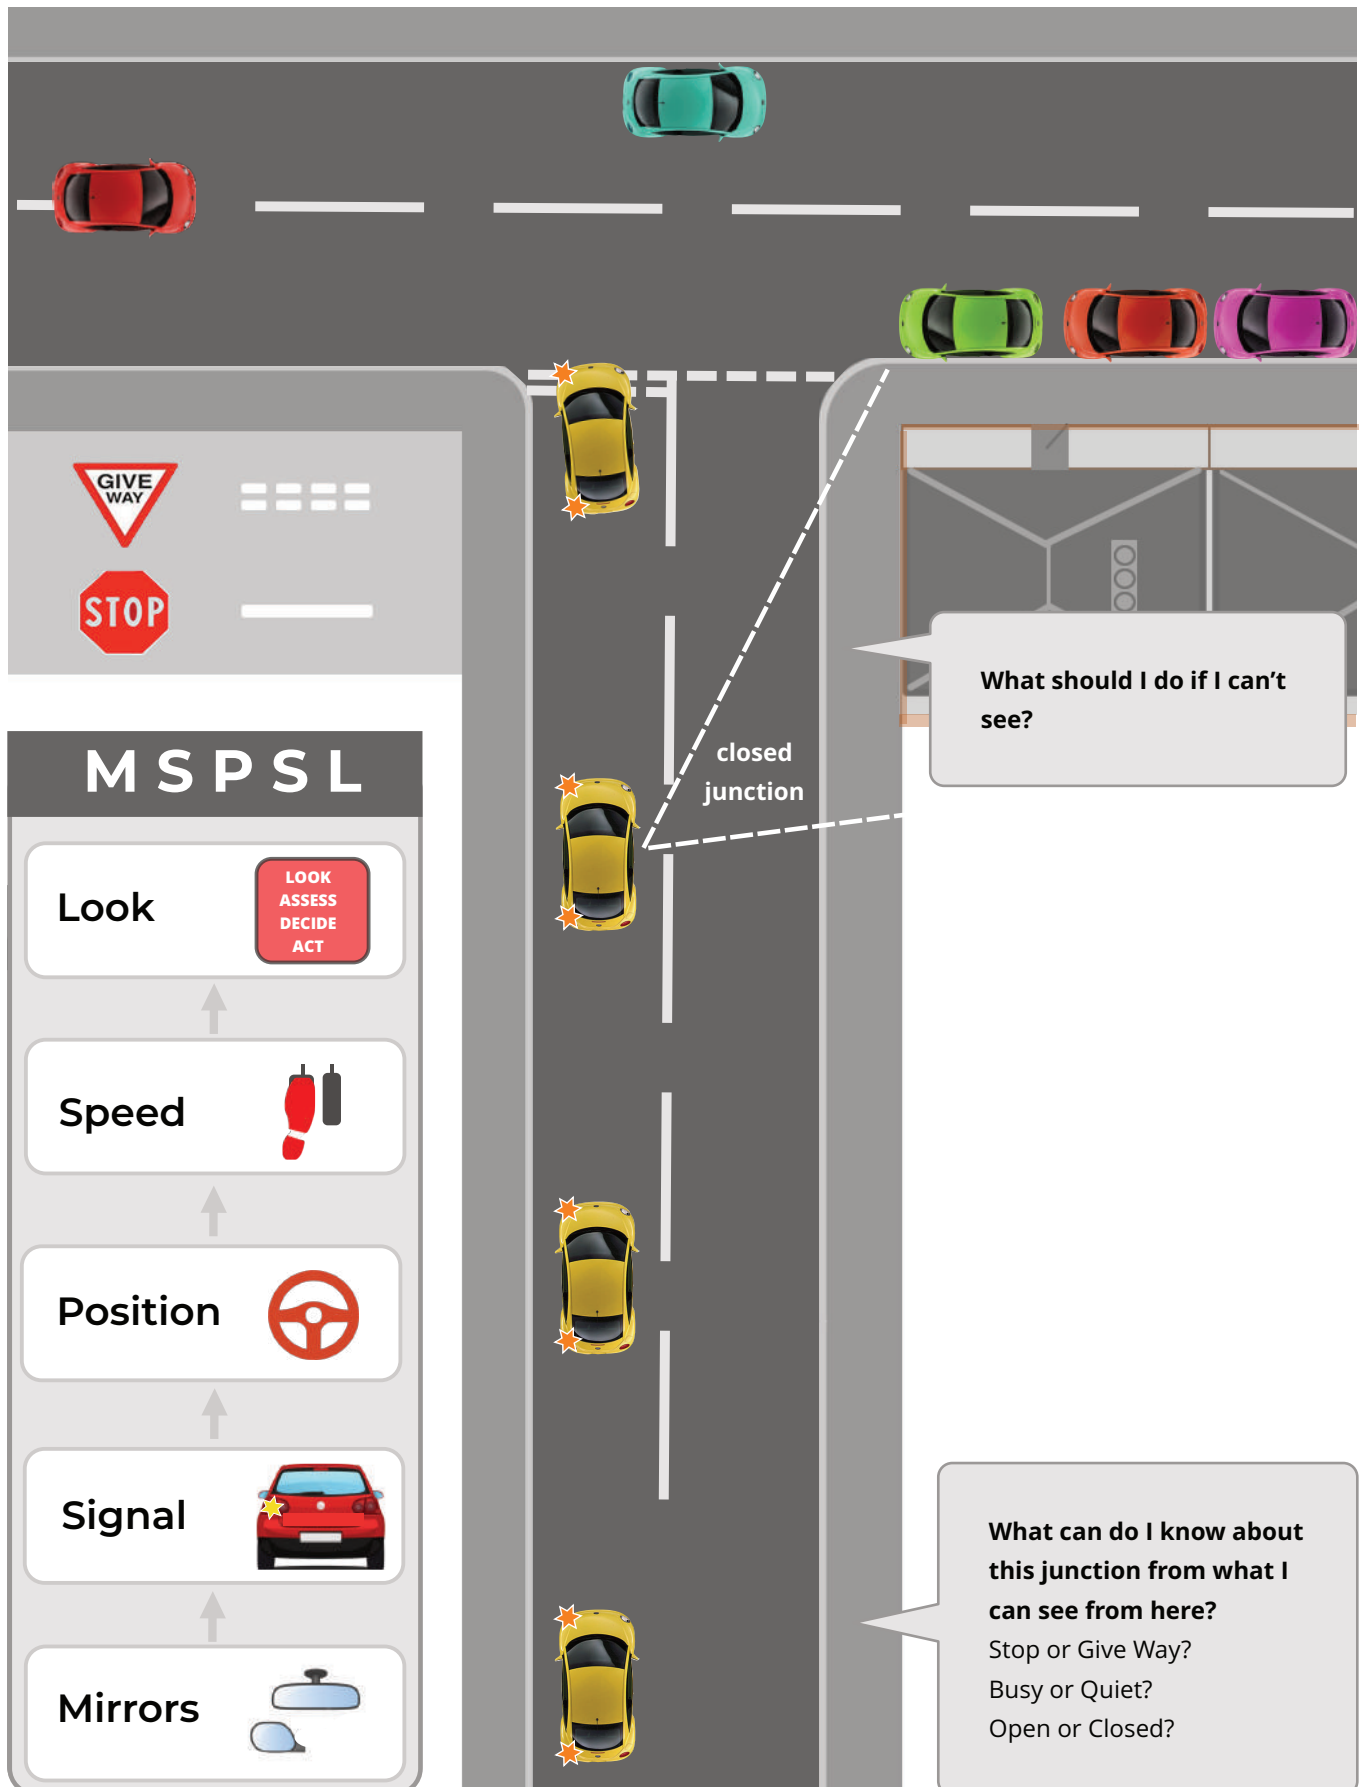 GIVE
WAY
STOP
What should I do if I can’t
see?
closed
junction
M S P S L
Look
LOOK
ASSESS
DECIDE
ACT
Speed
Position
Signal
Mirrors
What can do I know about
this junction from what I
can see from here?
Stop or Give Way?
Busy or Quiet?
Open or Closed?